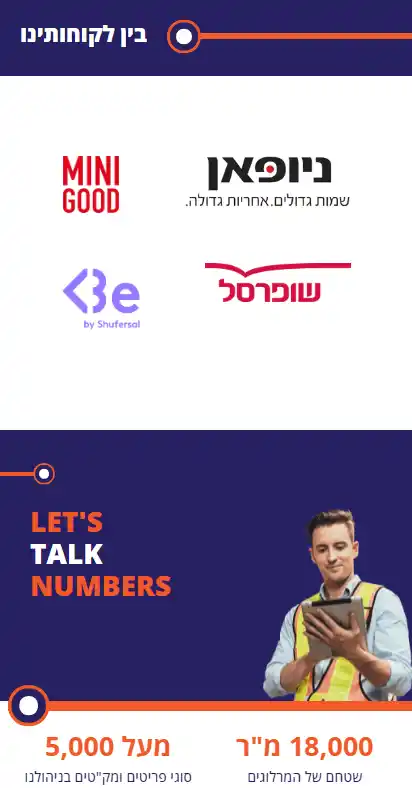 בין לקוחותינו
ניופאן
שמות גדולים.אחריות גדולה.
MINI
GOOD
שופרסל
Be
by Shufersal
LET'S
TALK
NUMBERS
18,000 מ"ר
שטחם של המרלוגים
מעל 5,000
סוגי פריטים ומק"טים בניהולנו